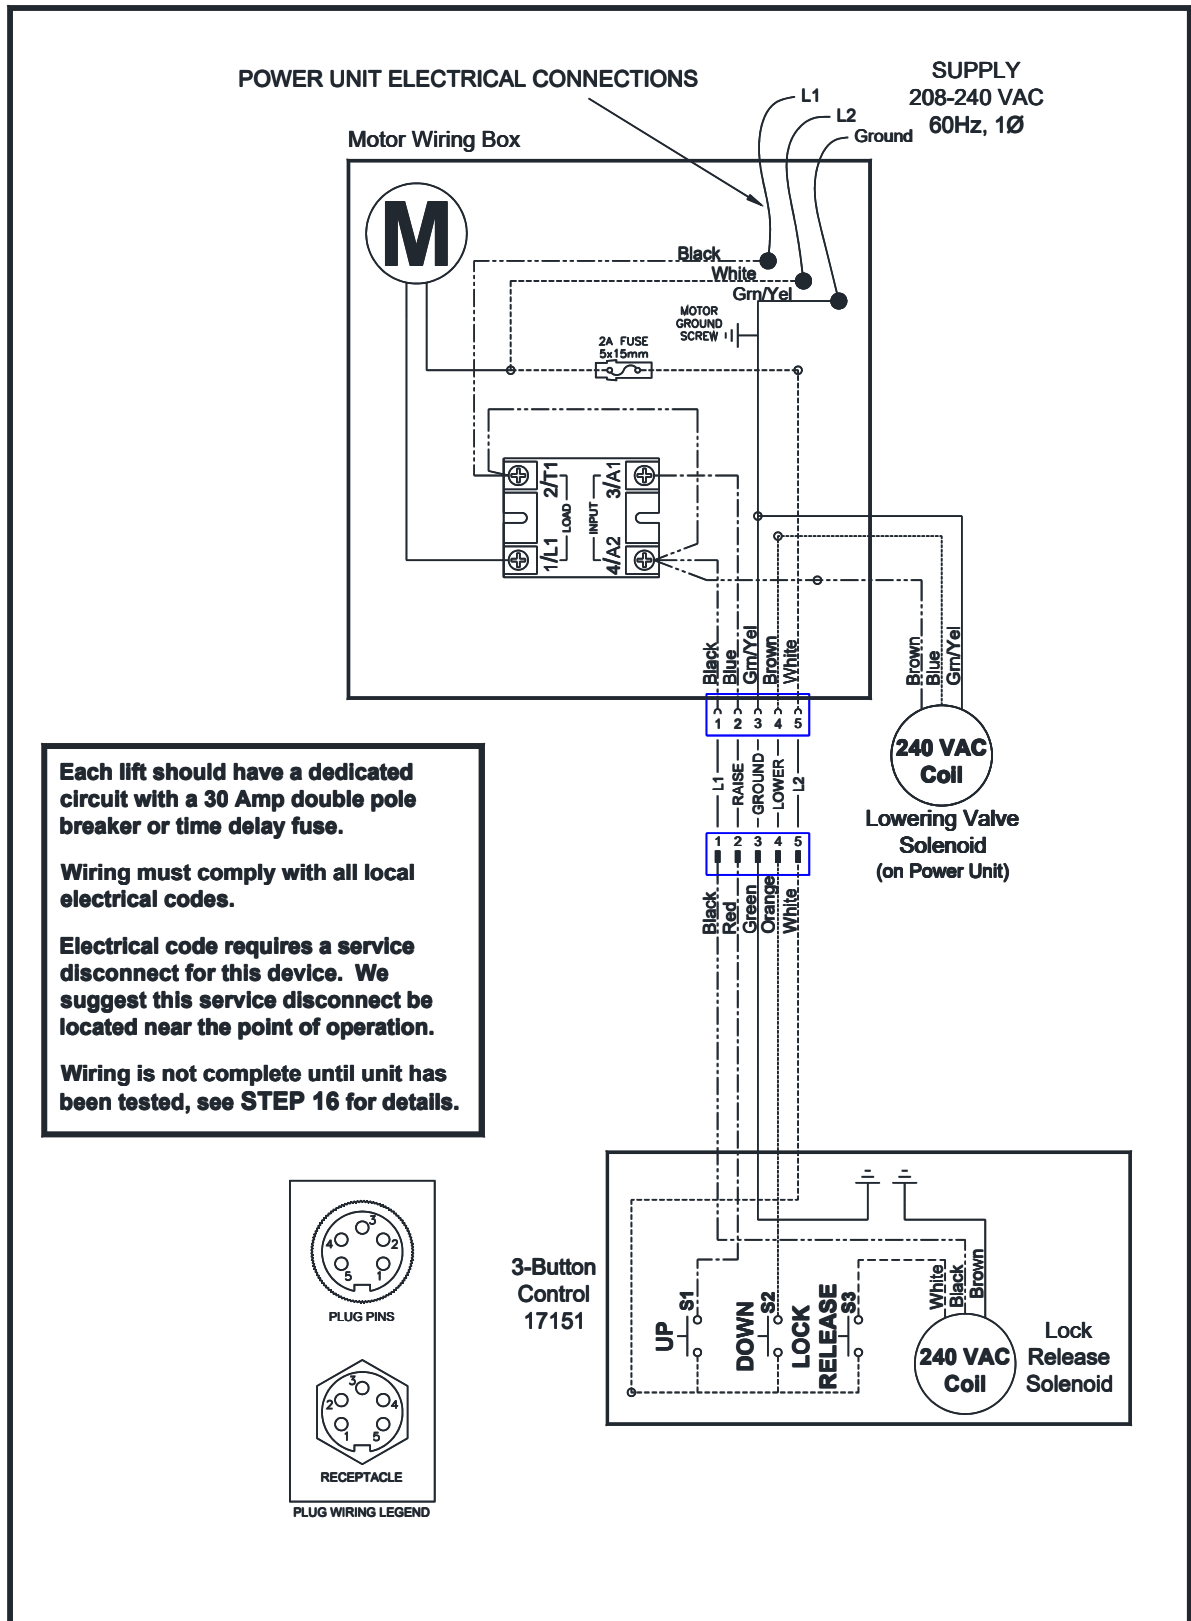 POWER UNIT ELECTRICAL CONNECTIONS
SUPPLY
208-240 VAC
60Hz, 1Ø
L1
L2
Ground
Motor Wiring Box
M
Black
White
Grn/Yel
MOTOR
GROUND
SCREW
2A FUSE
5x15mm
2/T1
1/L1
LOAD
INPUT
3/A1
4/A2
Black
Blue
Grn/Yel
Brown
White
Brown
Blue
Grn/Yel
1 2 3 4 5
L1
RAISE
GROUND
LOWER
L2
1 2 3 4 5
Black
Red
Green
Orange
White
240 VAC
Coil
Lowering Valve
Solenoid
(on Power Unit)
Each lift should have a dedicated
circuit with a 30 Amp double pole
breaker or time delay fuse.
Wiring must comply with all local
electrical codes.
Electrical code requires a service
disconnect for this device. We
suggest this service disconnect be
located near the point of operation.
Wiring is not complete until unit has
been tested, see STEP 16 for details.
3-Button
Control
17151
UP
S1
DOWN
S2
LOCK
RELEASE
S3
White
Black
Brown
240 VAC
Coil
Lock
Release
Solenoid
3
4 2
5 1
PLUG PINS
3
2 4
1 5
RECEPTACLE
PLUG WIRING LEGEND